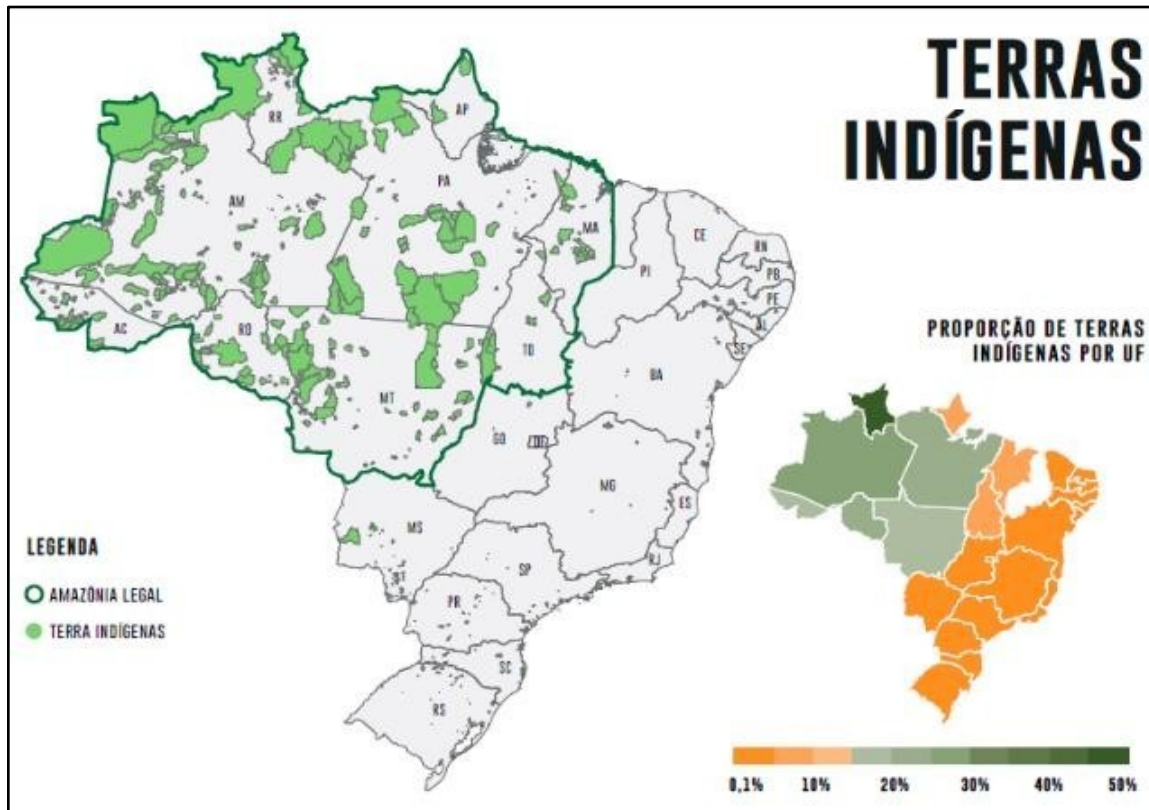 TERRAS
INDÍGENAS
RR
AP
AM
PA
MA
CE
RN
PB
PE
AL
SE
PI
AC
RO
TO
BA
MT
GO
DF
MG
ES
MS
SP
RJ
PR
SC
RS
PROPORÇÃO DE TERRAS
INDÍGENAS POR UF
LEGENDA
AMAZÔNIA LEGAL
TERRA INDÍGENAS
0,1% 10% 20% 30% 40% 50%